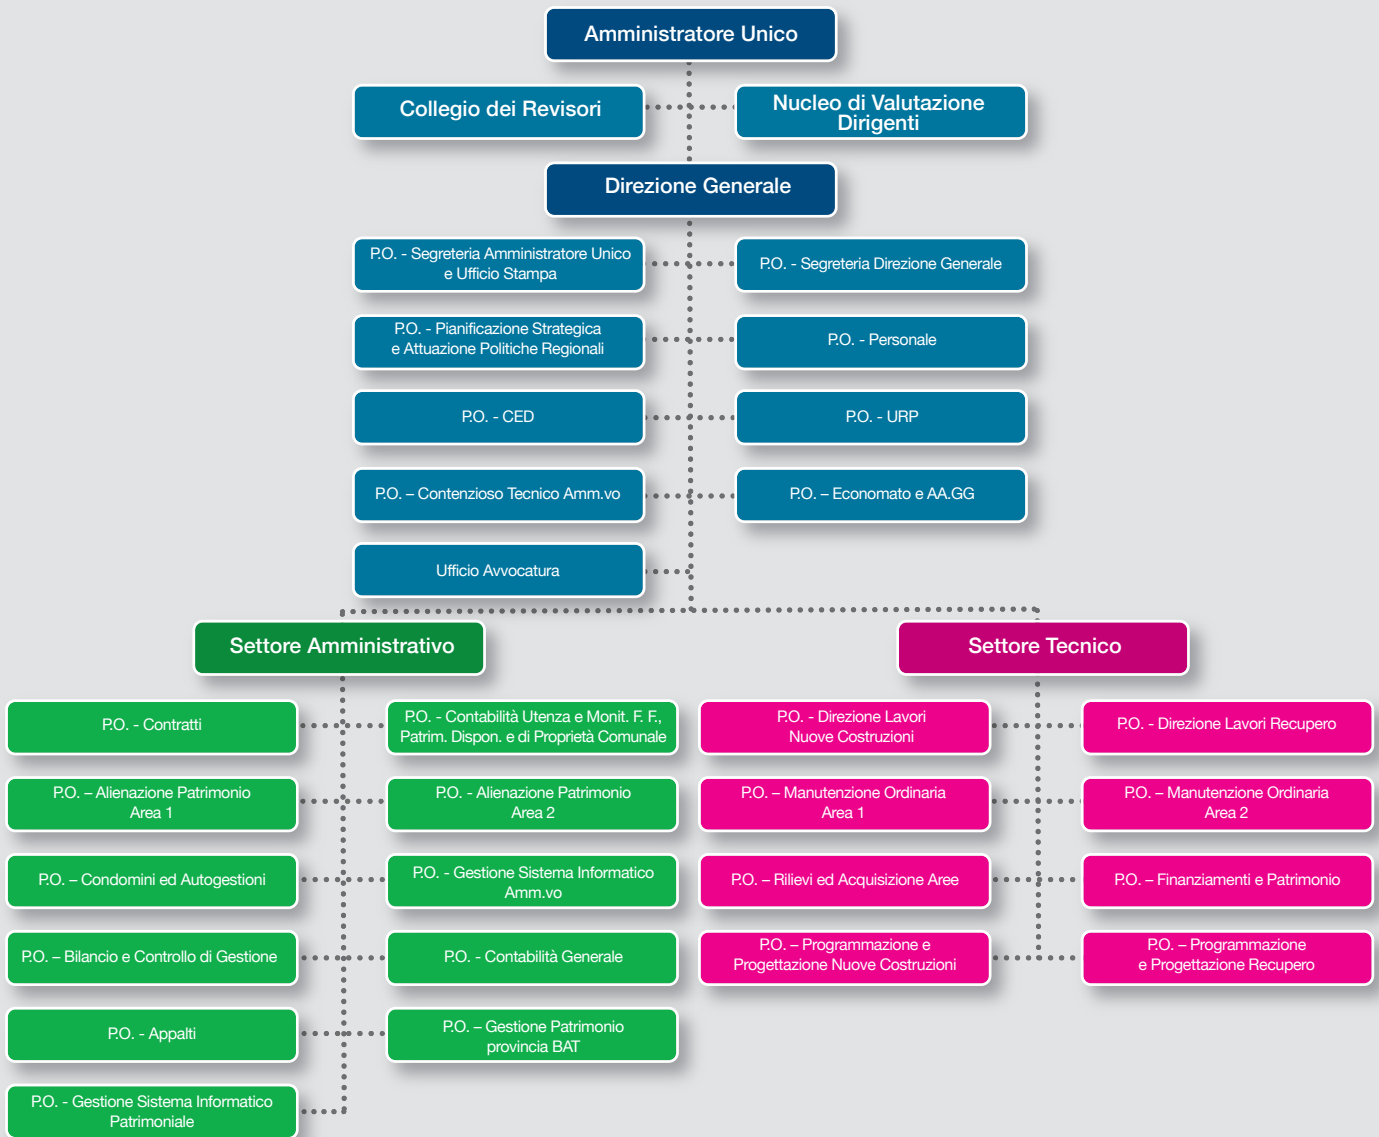 Amministratore Unico
Collegio dei Revisori
Nucleo di Valutazione
Dirigenti
Direzione Generale
P.O. - Segreteria Amministratore Unico
e Ufficio Stampa
P.O. - Segreteria Direzione Generale
P.O. - Pianificazione Strategica
e Attuazione Politiche Regionali
P.O. - Personale
P.O. - CED
P.O. - URP
P.O. – Contenzioso Tecnico Amm.vo
P.O. – Economato e AA.GG
Ufficio Avvocatura
Settore Amministrativo
Settore Tecnico
P.O. - Contratti
P.O. - Contabilità Utenza e Monit. F. F.,
Patrim. Dispon. e di Proprietà Comunale
P.O. - Direzione Lavori
Nuove Costruzioni
P.O. - Direzione Lavori Recupero
P.O. – Alienazione Patrimonio
Area 1
P.O. - Alienazione Patrimonio
Area 2
P.O. – Manutenzione Ordinaria
Area 1
P.O. – Manutenzione Ordinaria
Area 2
P.O. – Condomini ed Autogestioni
P.O. - Gestione Sistema Informatico
Amm.vo
P.O. – Rilievi ed Acquisizione Aree
P.O. – Finanziamenti e Patrimonio
P.O. – Bilancio e Controllo di Gestione
P.O. - Contabilità Generale
P.O. – Programmazione e
Progettazione Nuove Costruzioni
P.O. – Programmazione
e Progettazione Recupero
P.O. - Appalti
P.O. – Gestione Patrimonio
provincia BAT
P.O. - Gestione Sistema Informatico
Patrimoniale